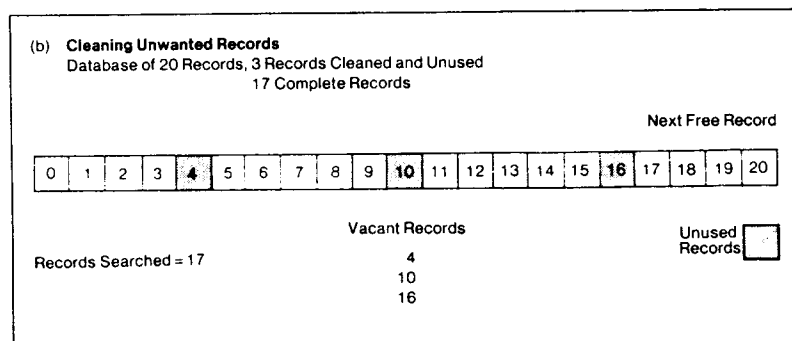 (b) Cleaning Unwanted Records
Database of 20 Records, 3 Records Cleaned and Unused
17 Complete Records
Next Free Record
0 1 2 3 4 5 6 7 8 9 10 11 12 13 14 15 16 17 18 19 20
Vacant Records
Unused
Records
Records Searched = 17
4
10
16